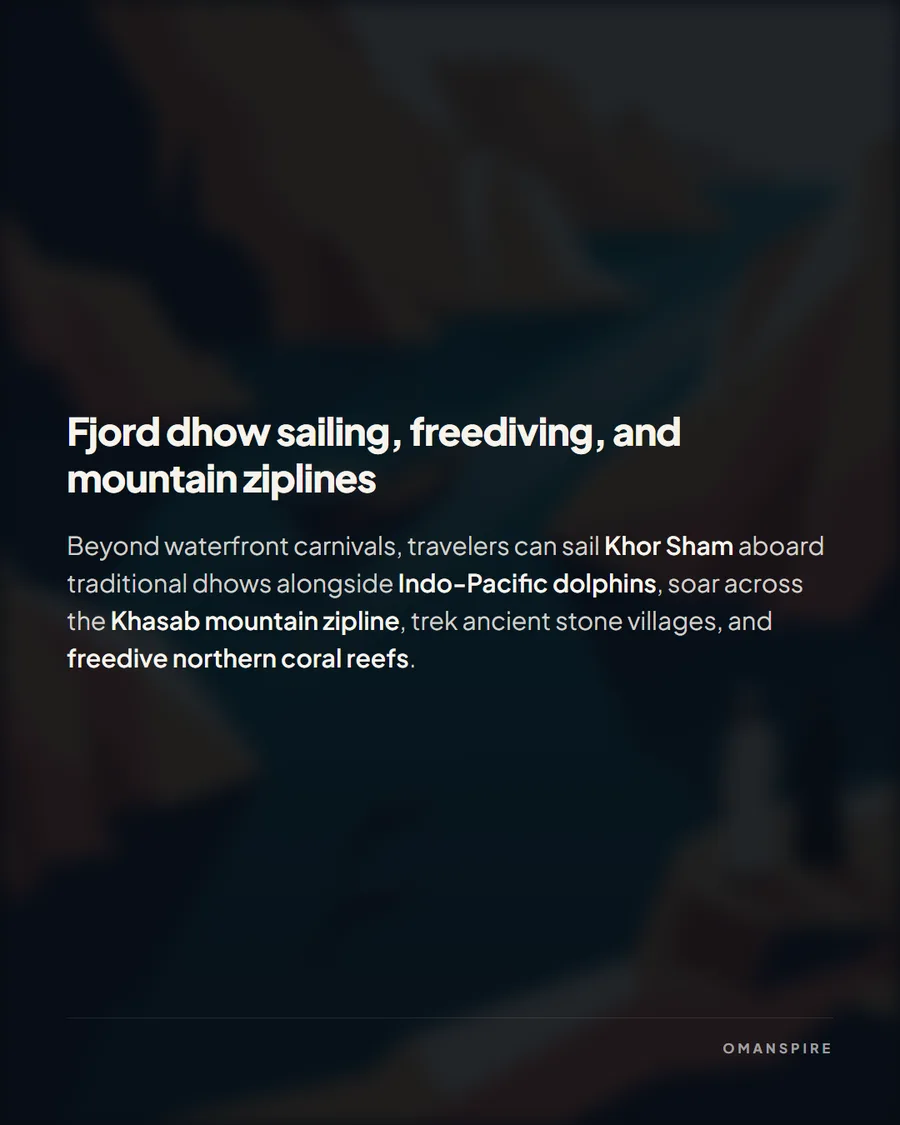 Fjord dhow sailing, freediving, and
mountain ziplines
Beyond waterfront carnivals, travelers can sail Khor Sham aboard
traditional dhows alongside Indo-Pacific dolphins, soar across
the Khasab mountain zipline, trek ancient stone villages, and
freedive northern coral reefs.
OMANSPIRE